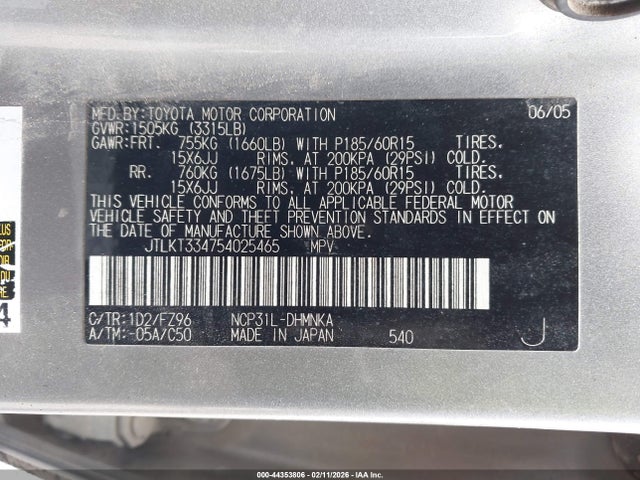 MFD.BY:TOYOTA MOTOR CORPORATION 06/05
GVWR:1505KG (3315LB)
GAWR:FRT. 755KG (1660LB) WITH P185/60R15 TIRES.
15X6JJ RIMS. AT 200KPA (29PSI) COLD.
RR. 760KG (1675LB) WITH P185/60R15 TIRES.
15X6JJ RIMS. AT 200KPA (29PSI) COLD.
THIS VEHICLE CONFORMS TO ALL APPLICABLE FEDERAL MOTOR
VEHICLE SAFETY AND THEFT PREVENTION STANDARDS IN EFFECT ON
THE DATE OF MANUFACTURE SHOWN ABOVE.
JTLKT334754025465 MPV
C/TR:1D2/FZ96 NCP31L-DHMNKA
A/TM:-05A/C50 MADE IN JAPAN 540 J
4
000-44353806 - 02/11/2026 - IAA Inc.